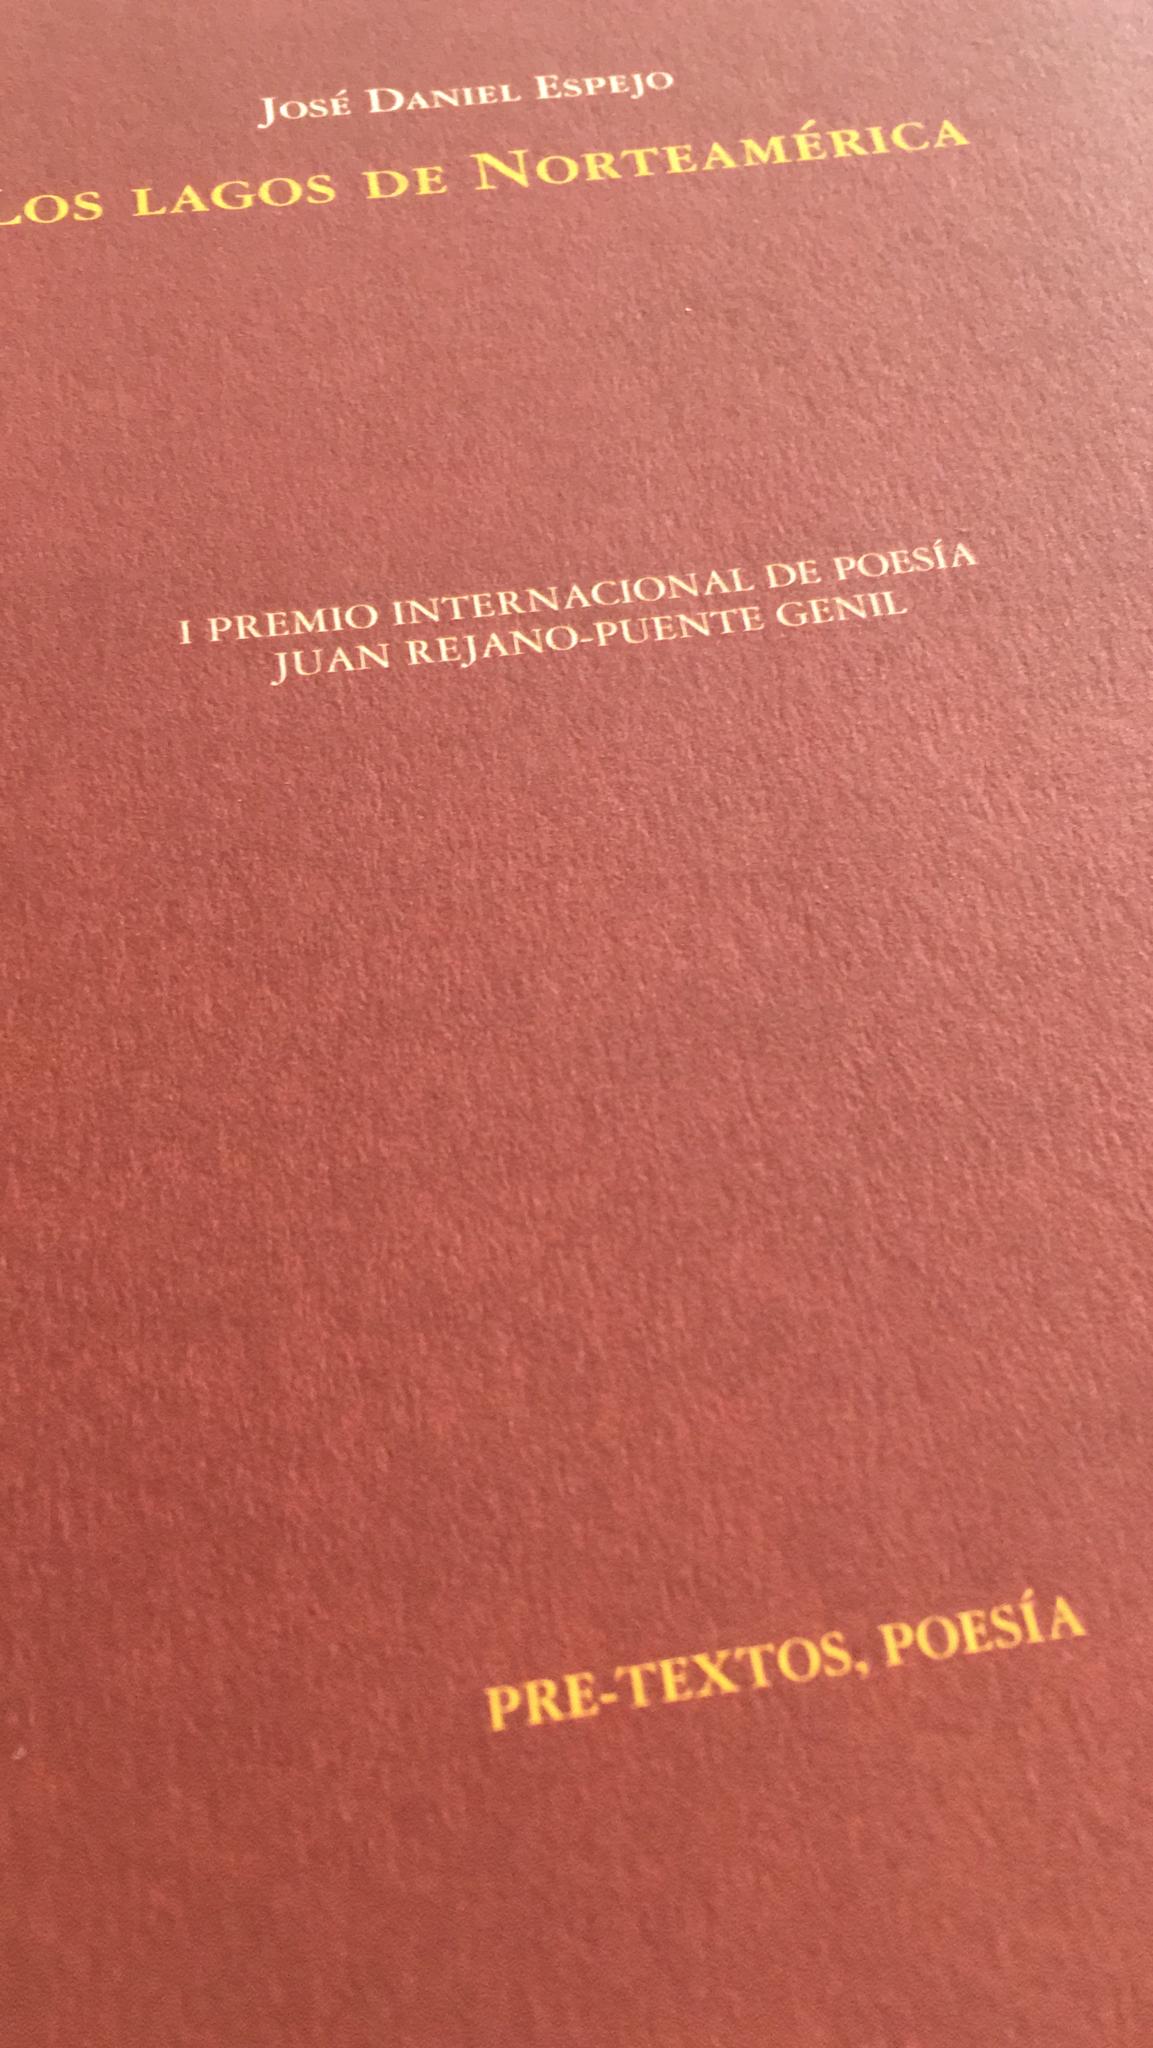 José Daniel Espejo
Los lagos de Norteamérica
I PREMIO INTERNACIONAL DE POESÍA
JUAN REJANO-PUENTE GENIL
PRE-TEXTOS, POESÍA